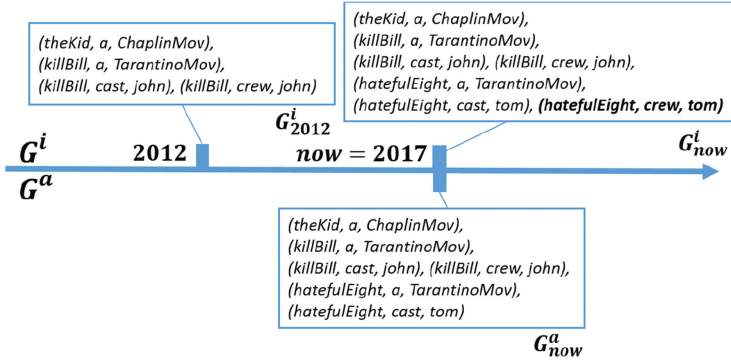 (theKid, a, ChaplinMov),
(killBill, a, TarantinoMov),
(killBill, cast, john), (killBill, crew, john)
(theKid, a, ChaplinMov),
(killBill, a, TarantinoMov),
(killBill, cast, john), (killBill, crew, john),
(hatefulEight, a, TarantinoMov),
(hatefulEight, cast, tom), (hatefulEight, crew, tom)
G^i_2012
G^i_now
G^i
2012
now = 2017
G^a
(theKid, a, ChaplinMov),
(killBill, a, TarantinoMov),
(killBill, cast, john), (killBill, crew, john),
(hatefulEight, a, TarantinoMov),
(hatefulEight, cast, tom)
G^a_now